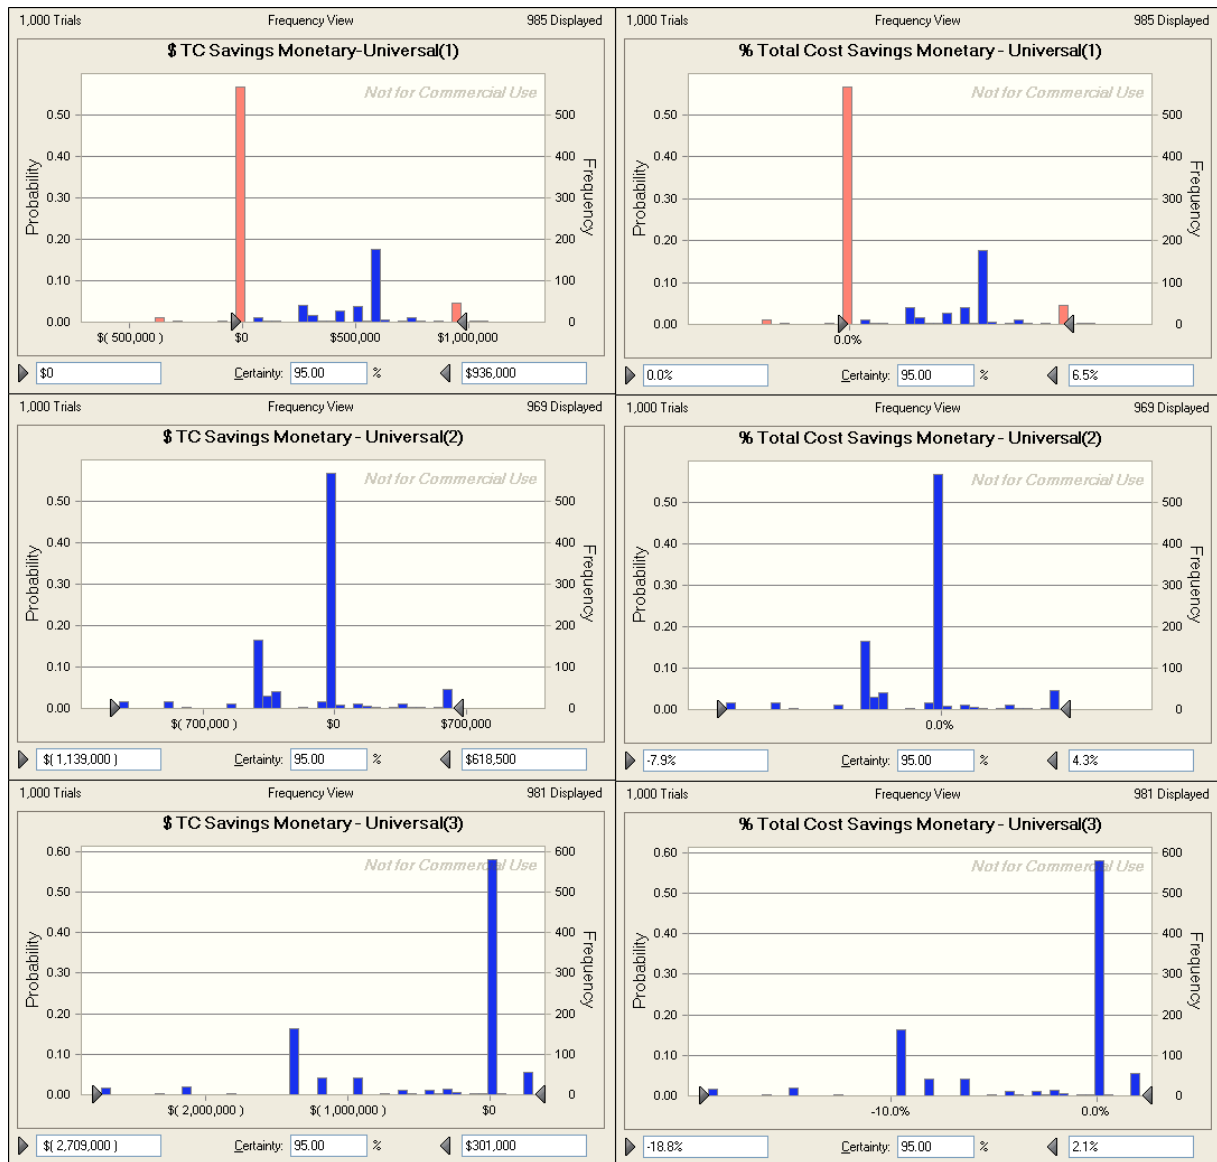 1,000 Trials Frequency View 985 Displayed
$ TC Savings Monetary-Universal(1)
Not for Commercial Use
Probability
Frequency
0.50 500
0.40 400
0.30 300
0.20 200
0.10 100
0.00 0
$( 500,000 ) $0 $500,000 $1,000,000
$0 Certainty: 95.00 % $936,000
1,000 Trials Frequency View 985 Displayed
% Total Cost Savings Monetary - Universal(1)
Not for Commercial Use
Probability
Frequency
0.50 500
0.40 400
0.30 300
0.20 200
0.10 100
0.00 0
0.0%
0.0% Certainty: 95.00 % 6.5%
1,000 Trials Frequency View 969 Displayed
$ TC Savings Monetary - Universal(2)
Not for Commercial Use
Probability
Frequency
0.50 500
0.40 400
0.30 300
0.20 200
0.10 100
0.00 0
$( 700,000 ) $0 $700,000
$( 1,139,000 ) Certainty: 95.00 % $618,500
1,000 Trials Frequency View 969 Displayed
% Total Cost Savings Monetary - Universal(2)
Not for Commercial Use
Probability
Frequency
0.50 500
0.40 400
0.30 300
0.20 200
0.10 100
0.00 0
0.0%
-7.9% Certainty: 95.00 % 4.3%
1,000 Trials Frequency View 981 Displayed
$ TC Savings Monetary - Universal(3)
Not for Commercial Use
Probability
Frequency
0.60 600
0.50 500
0.40 400
0.30 300
0.20 200
0.10 100
0.00 0
$( 2,000,000 ) $( 1,000,000 ) $0
$( 2,709,000 ) Certainty: 95.00 % $301,000
1,000 Trials Frequency View 981 Displayed
% Total Cost Savings Monetary - Universal(3)
Not for Commercial Use
Probability
Frequency
0.60 600
0.50 500
0.40 400
0.30 300
0.20 200
0.10 100
0.00 0
-10.0% 0.0%
-18.8% Certainty: 95.00 % 2.1%